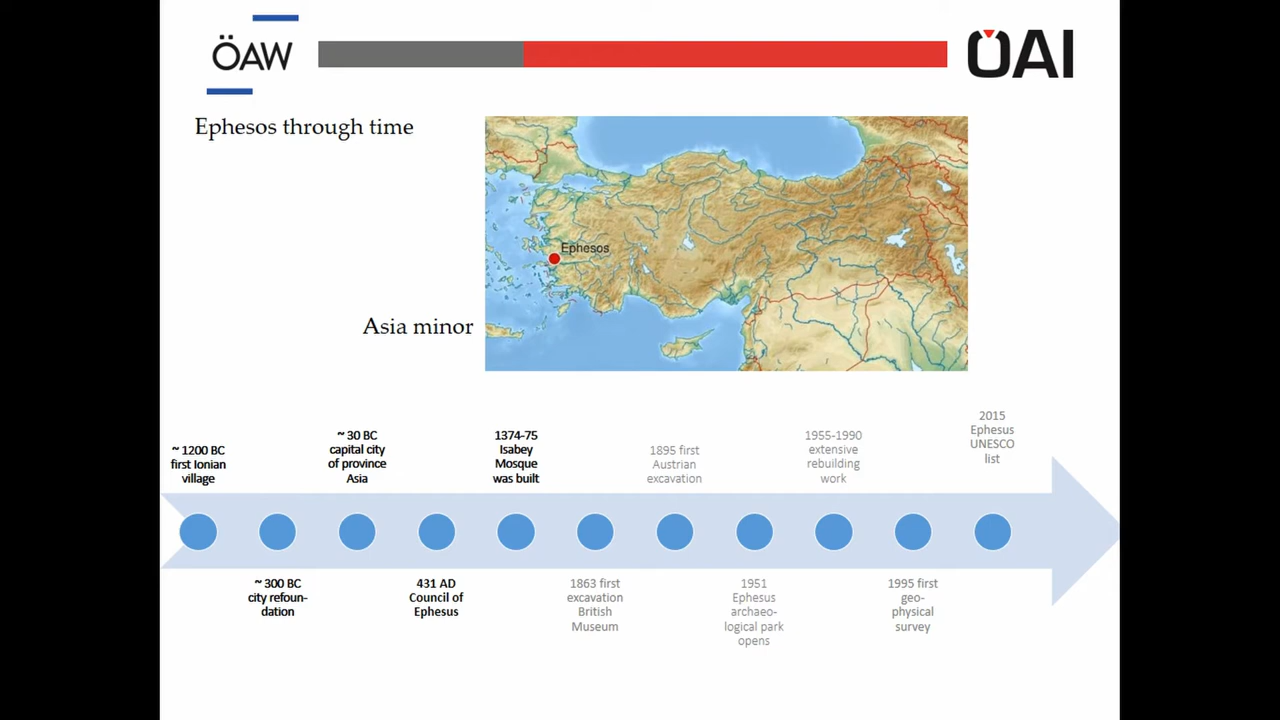 ÖAW
ÖAI
Ephesos through time
Ephesos
Asia minor
~ 1200 BC
first Ionian
village
~ 300 BC
city refoun-
dation
~ 30 BC
capital city
of province
Asia
431 AD
Council of
Ephesus
1374-75
Isabey
Mosque
was built
1863 first
excavation
British
Museum
1895 first
Austrian
excavation
1951
Ephesus
archaeo-
logical park
opens
1955-1990
extensive
rebuilding
work
1995 first
geo-
physical
survey
2015
Ephesus
UNESCO
list